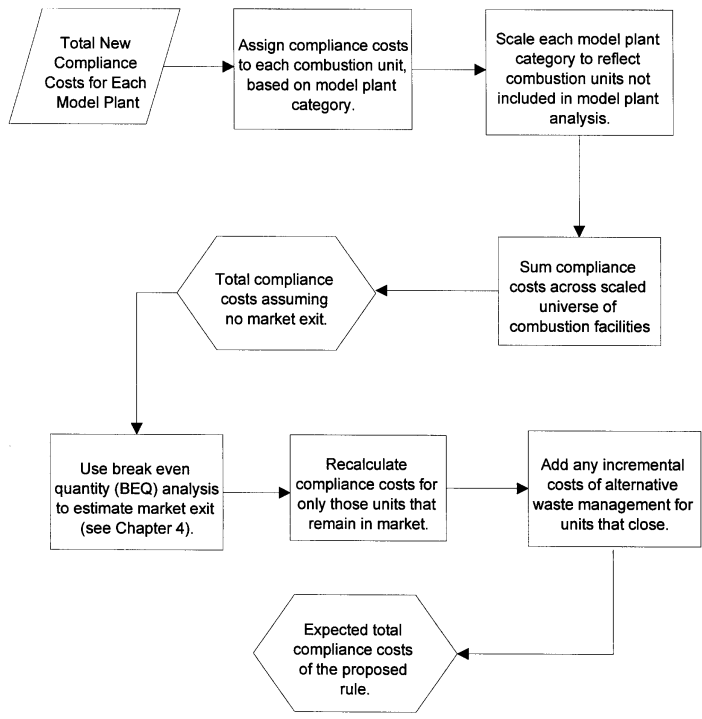 Total New
Compliance
Costs for Each
Model Plant
Assign compliance costs
to each combustion unit,
based on model plant
category.
Scale each model plant
category to reflect
combustion units not
included in model plant
analysis.
Sum compliance
costs across scaled
universe of
combustion facilities
Total compliance
costs assuming
no market exit.
Use break even
quantity (BEQ) analysis
to estimate market exit
(see Chapter 4).
Recalculate
compliance costs for
only those units that
remain in market.
Add any incremental
costs of alternative
waste management for
units that close.
Expected total
compliance costs
of the proposed
rule.